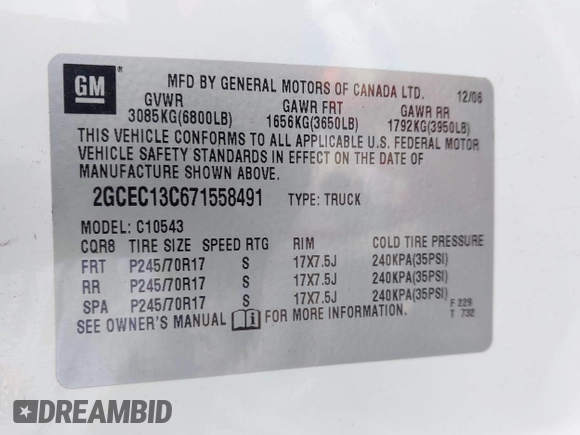 GM
MFD BY GENERAL MOTORS OF CANADA LTD. 12/06
GVWR GAWR FRT GAWR RR
3085KG(6800LB) 1656KG(3650LB) 1792KG(3950LB)
THIS VEHICLE CONFORMS TO ALL APPLICABLE U.S. FEDERAL MOTOR
VEHICLE SAFETY STANDARDS IN EFFECT ON THE DATE OF
MANUFACTURE SHOWN ABOVE.
2GCEC13C671558491 TYPE: TRUCK
MODEL: C10543
CQR8 TIRE SIZE SPEED RTG RIM COLD TIRE PRESSURE
FRT P245/70R17 S 17X7.5J 240KPA(35PSI)
RR P245/70R17 S 17X7.5J 240KPA(35PSI)
SPA P245/70R17 S 17X7.5J 240KPA(35PSI)
SEE OWNER'S MANUAL FOR MORE INFORMATION.
F 229
T 732
DREAMBID